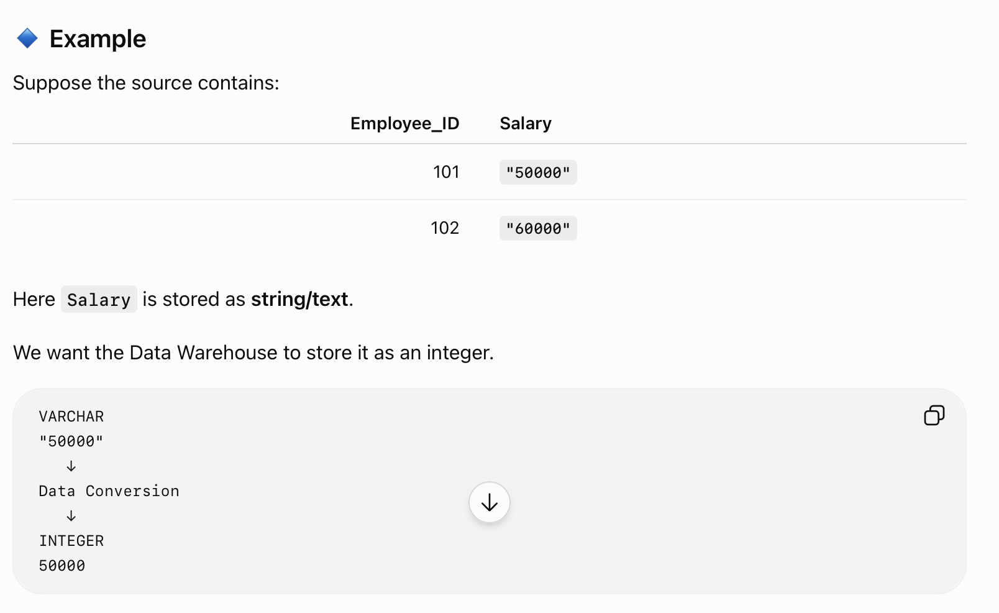 Example
Suppose the source contains:
Employee_ID Salary
101 "50000"
102 "60000"
Here Salary is stored as string/text.
We want the Data Warehouse to store it as an integer.
VARCHAR
"50000"
↓
Data Conversion
↓
INTEGER
50000